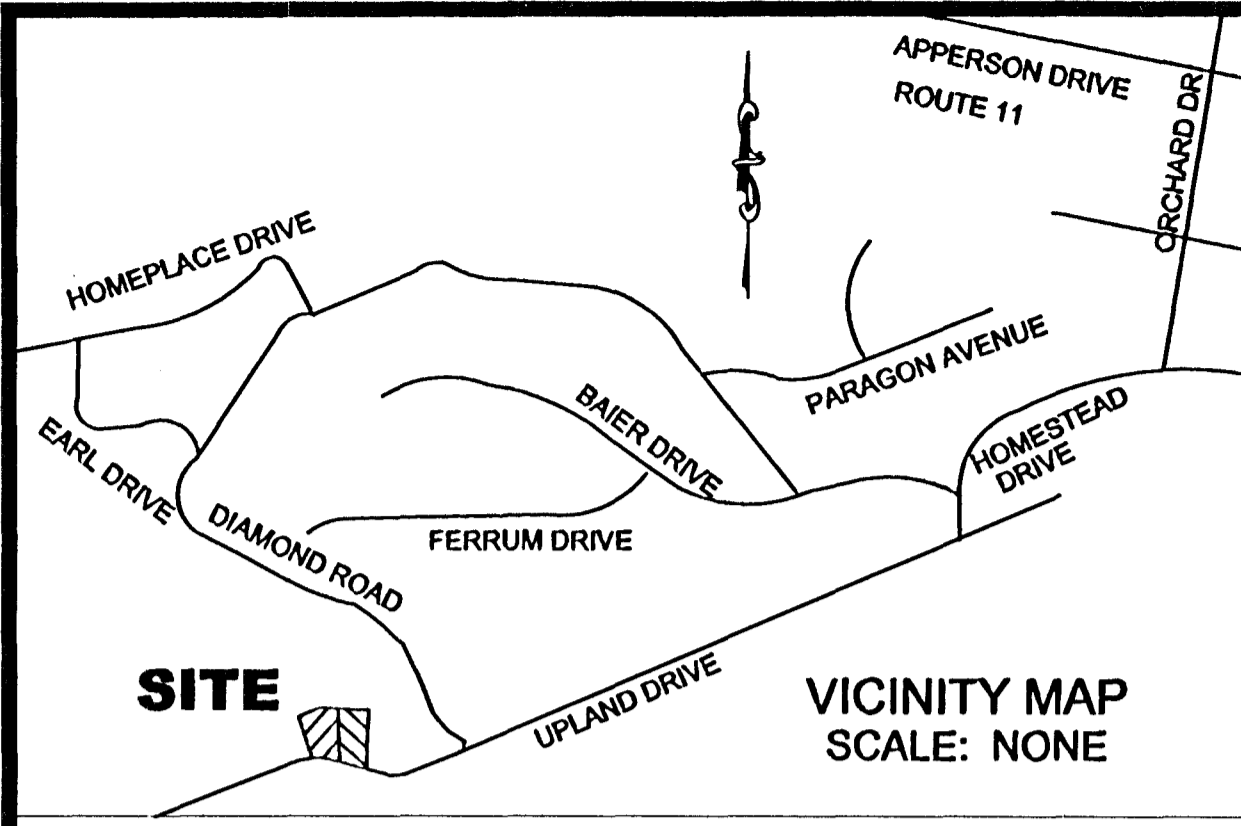 APPERSON DRIVE
ROUTE 11
ORCHARD DR
HOMEPLACE DRIVE
PARAGON AVENUE
BAIER DRIVE
HOMESTEAD
DRIVE
EARL DRIVE
DIAMOND ROAD
FERRUM DRIVE
SITE
UPLAND DRIVE
VICINITY MAP
SCALE: NONE